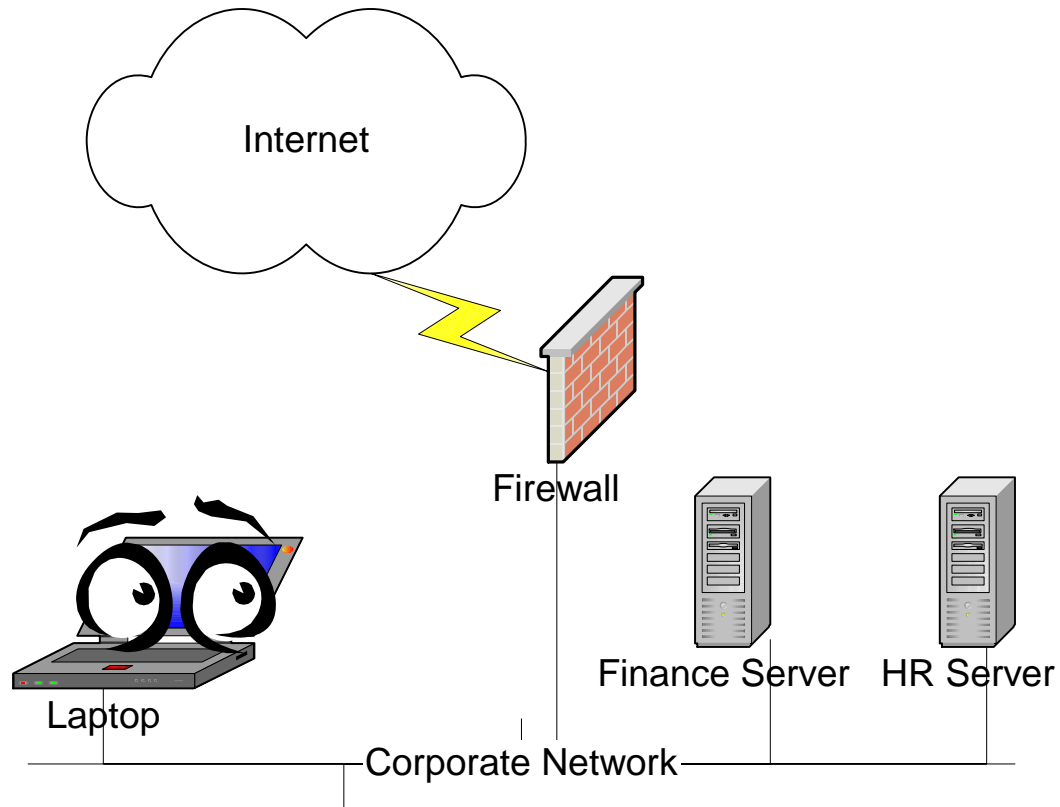 Internet
Firewall
Finance Server
HR Server
Laptop
Corporate Network